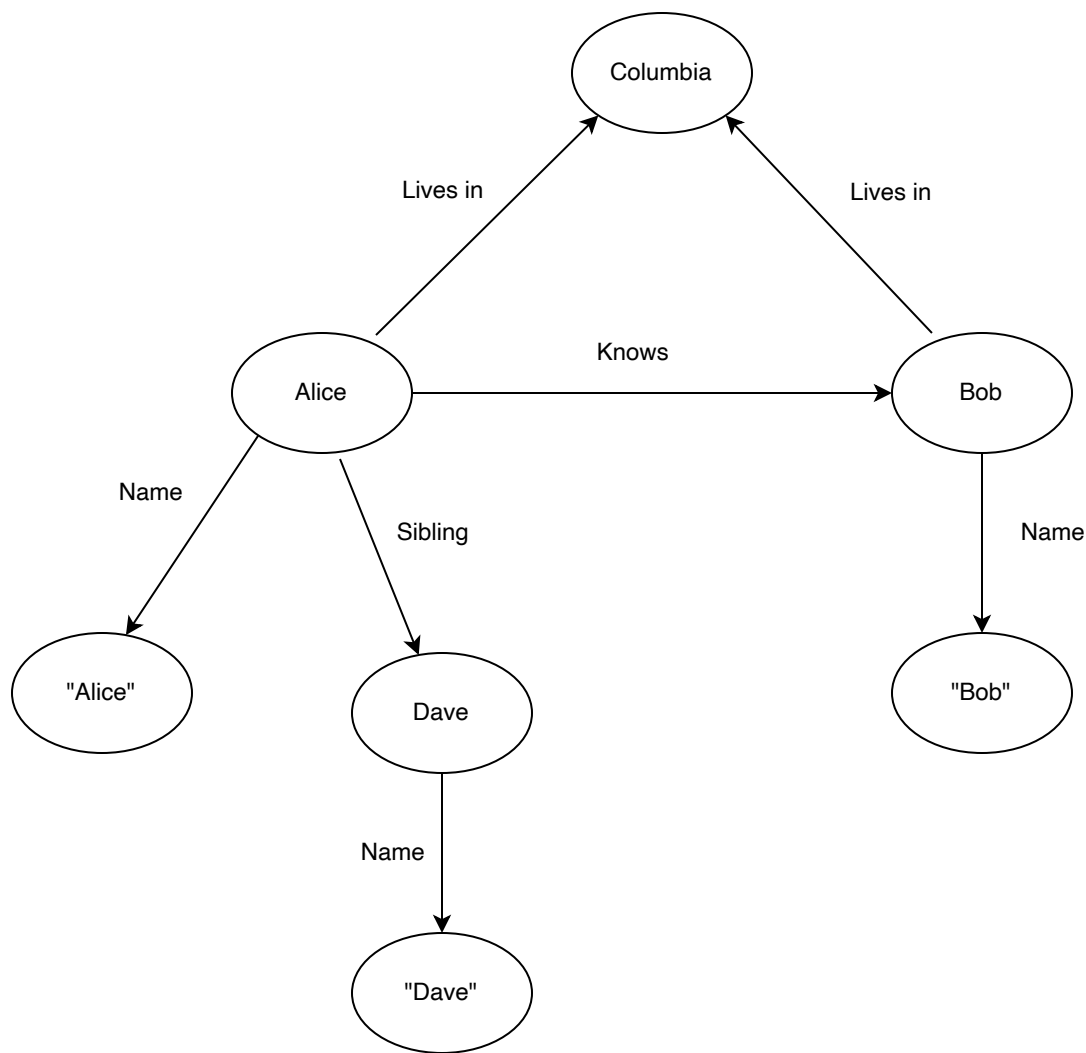 Columbia
Lives in
Lives in
Knows
Alice
Bob
Name
Sibling
Name
"Alice"
Dave
"Bob"
Name
"Dave"